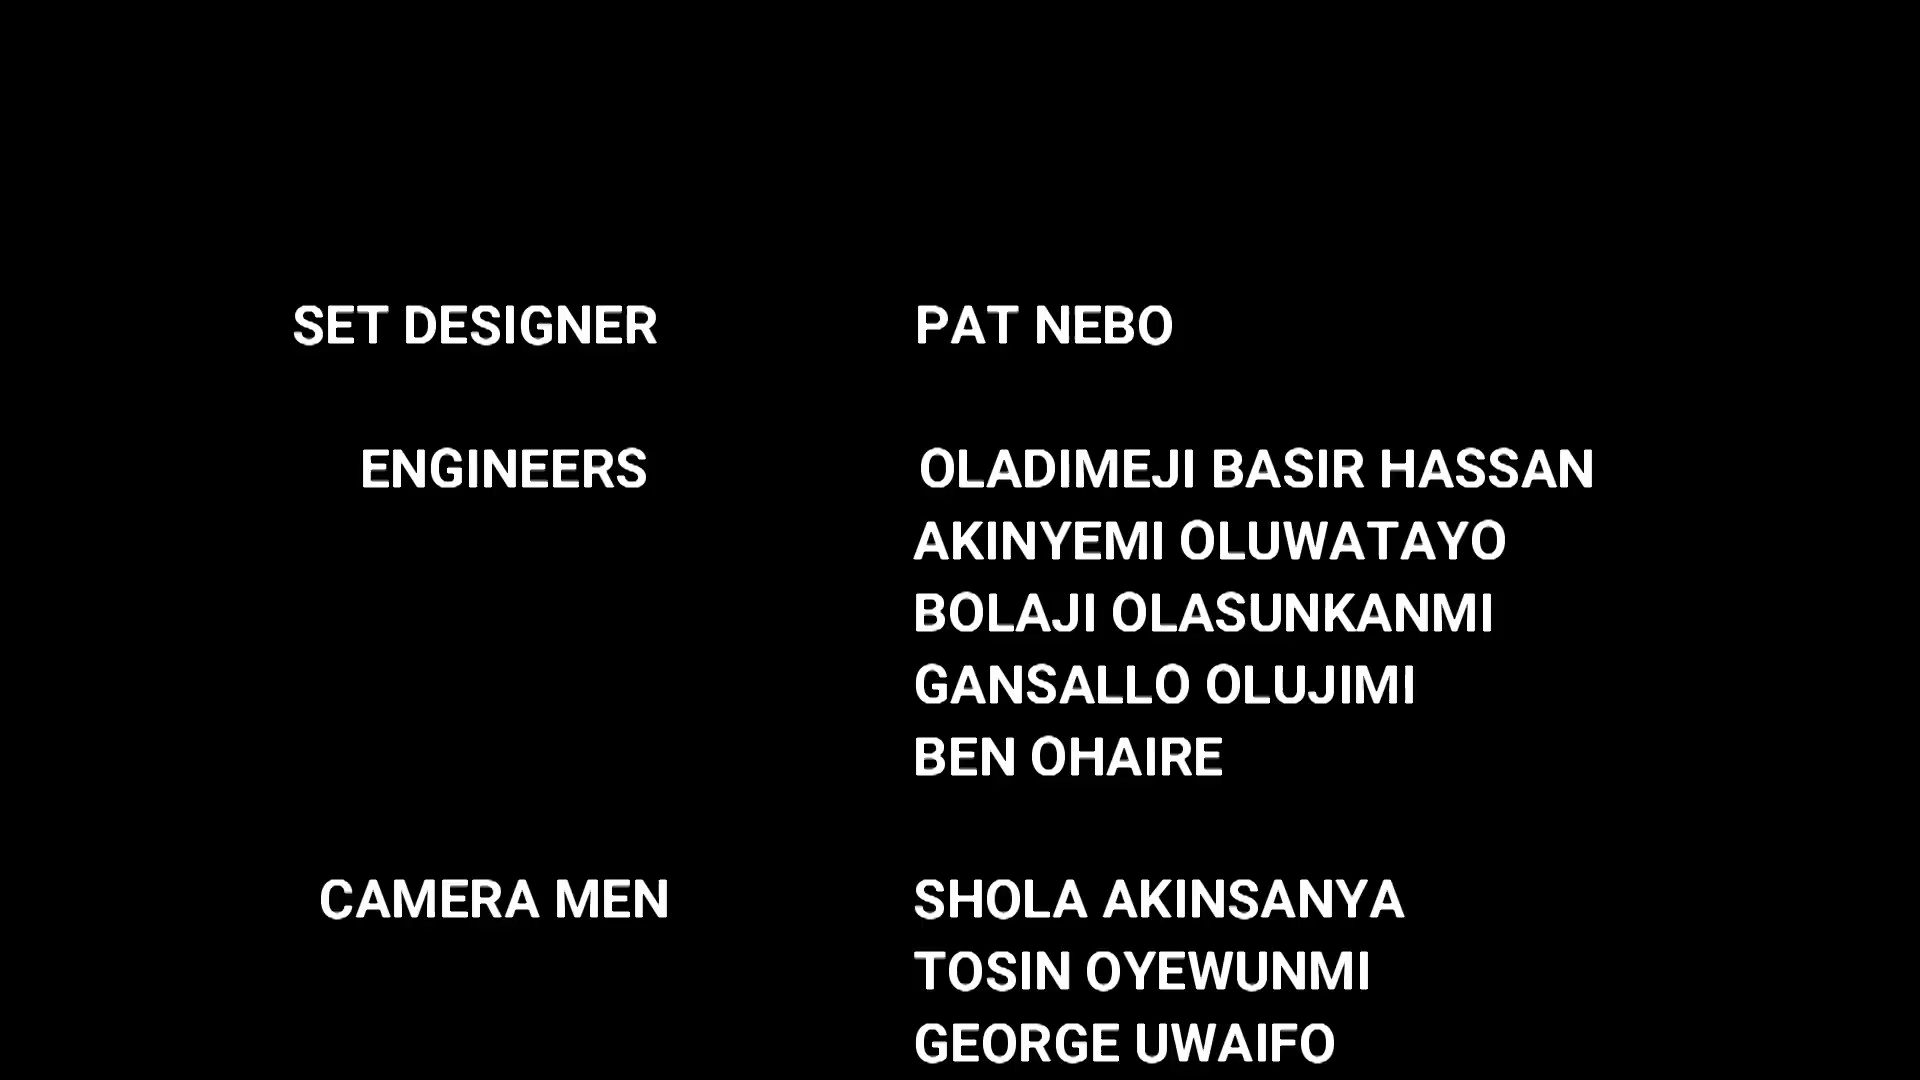 SET DESIGNER PAT NEBO
ENGINEERS OLADIMEJI BASIR HASSAN
AKINYEMI OLUWATAYO
BOLAJI OLASUNKANMI
GANSALLO OLUJIMI
BEN OHAIRE
CAMERA MEN SHOLA AKINSANYA
TOSIN OYEWUNMI
GEORGE UWAIFO